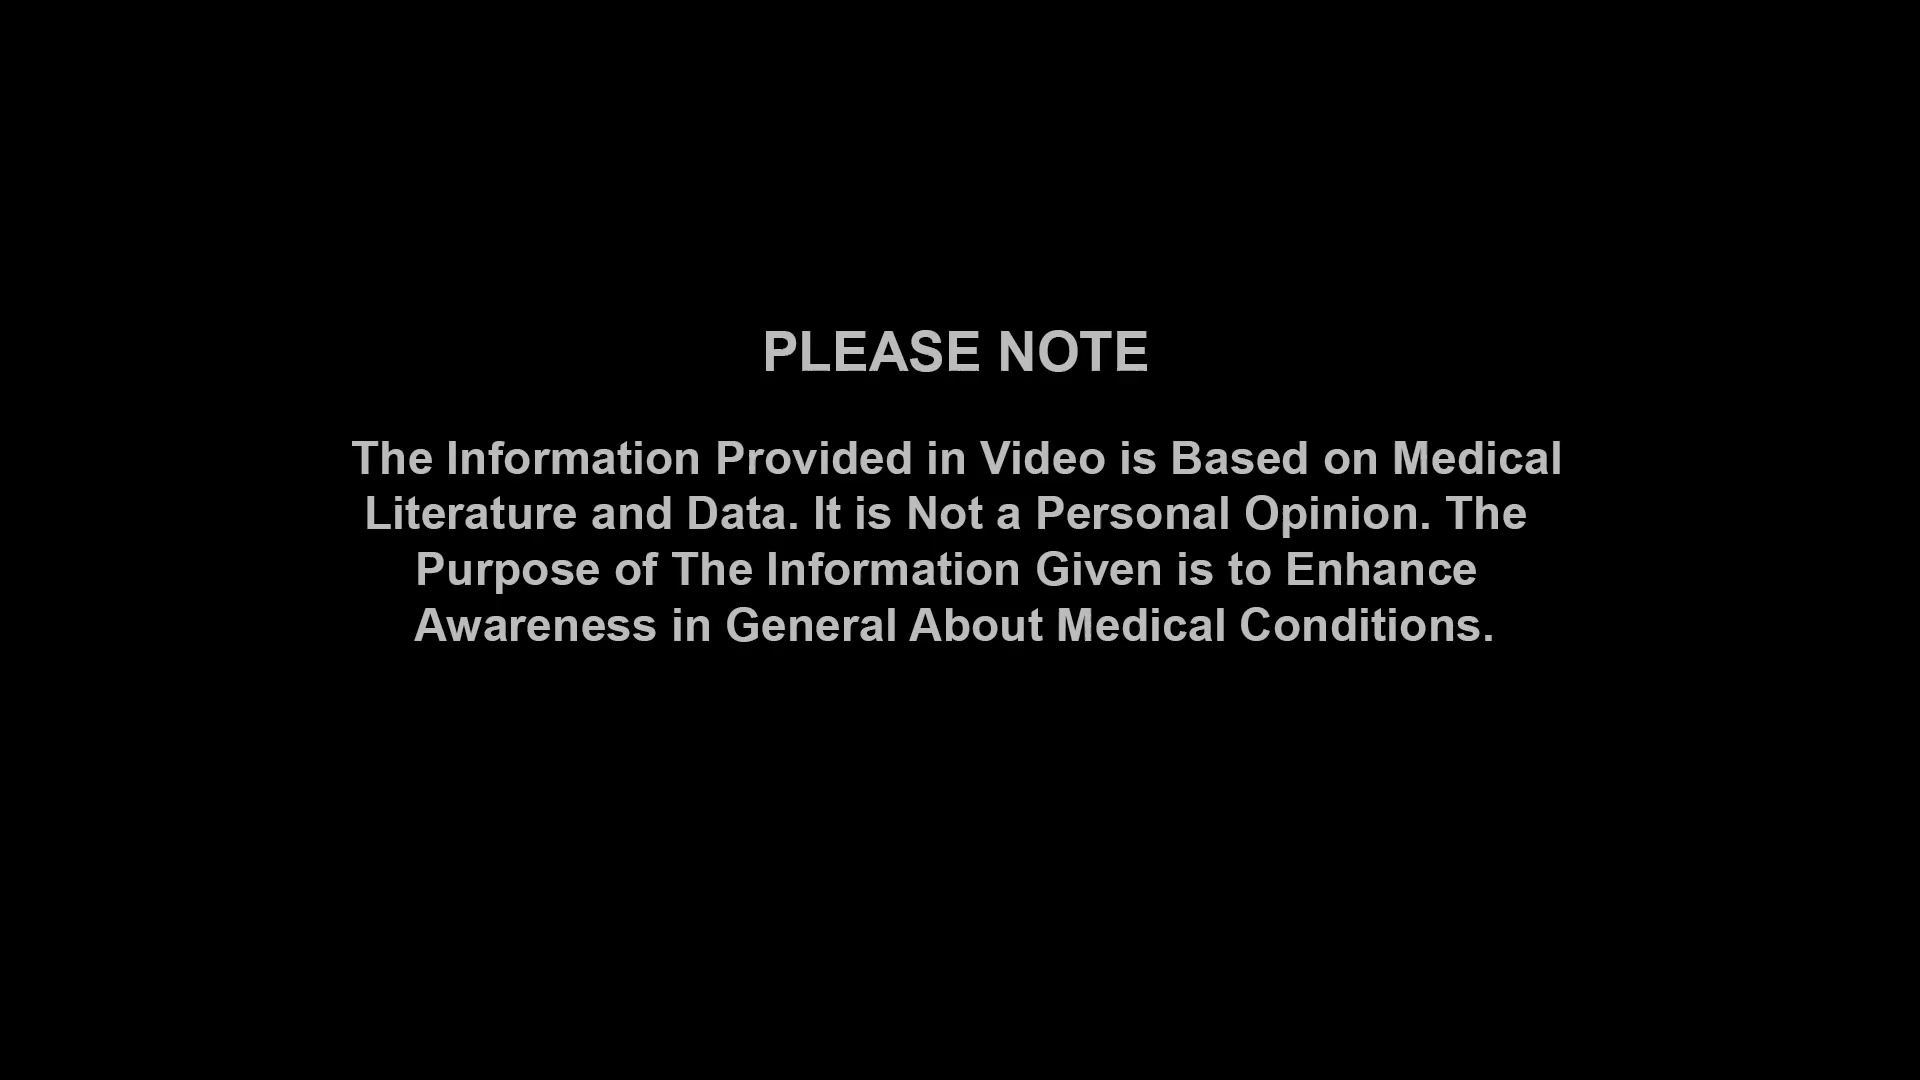 PLEASE NOTE
The Information Provided in Video is Based on Medical
Literature and Data. It is Not a Personal Opinion. The
Purpose of The Information Given is to Enhance
Awareness in General About Medical Conditions.